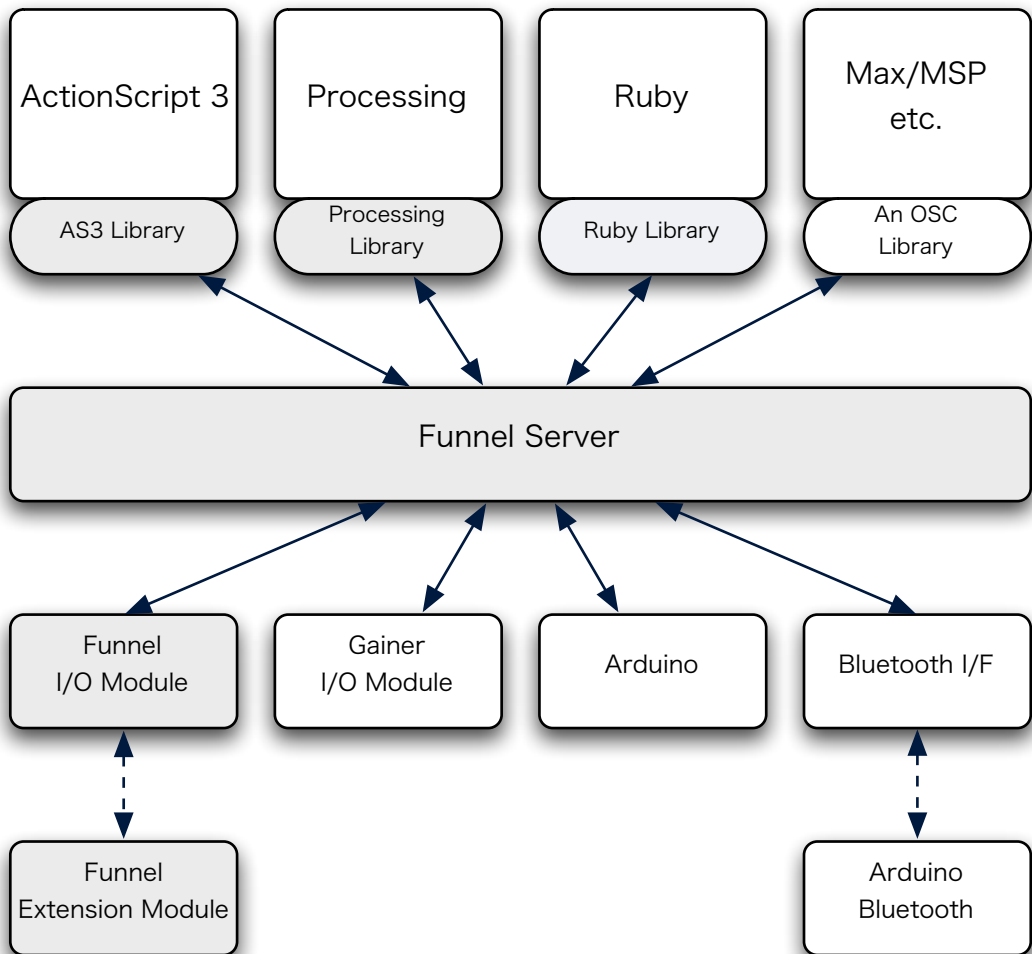 ActionScript 3
Processing
Ruby
Max/MSP
etc.
AS3 Library
Processing
Library
Ruby Library
An OSC
Library
Funnel Server
Funnel
I/O Module
Gainer
I/O Module
Arduino
Bluetooth I/F
Funnel
Extension Module
Arduino
Bluetooth